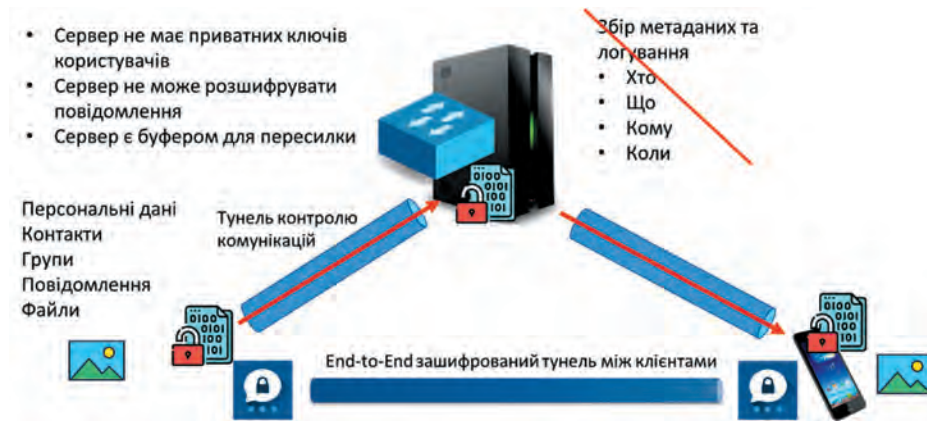 • Сервер не має приватних ключів
користувачів
• Сервер не може розшифрувати
повідомлення
• Сервер є буфером для пересилки
Збір метаданих та
логування
• Хто
• Що
• Кому
• Коли
Персональні дані
Контакти
Групи
Повідомлення
Файли
Тунель контролю
комунікацій
End-to-End зашифрований тунель між клієнтами